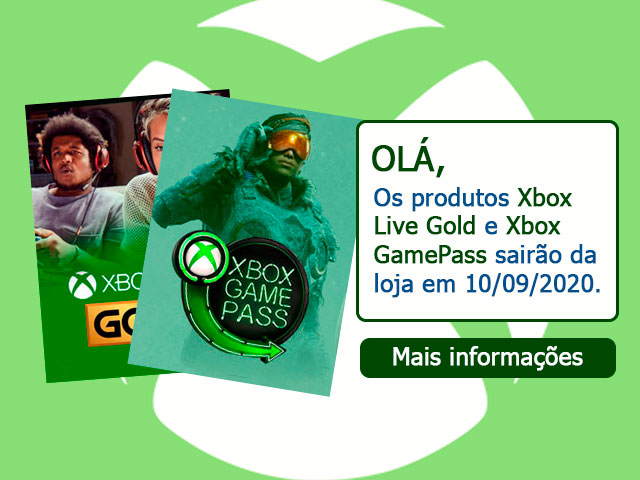 XBO
GO
XBOX
GAME
PASS
OLÁ,
Os produtos Xbox
Live Gold e Xbox
GamePass sairão da
loja em 10/09/2020.
Mais informações